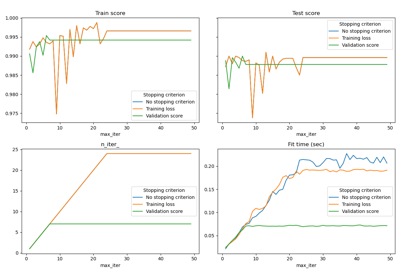 Train score
1.000
0.995
0.990
0.985
0.980
0.975
Stopping criterion
No stopping criterion
Training loss
Validation score
0 10 20 30 40 50
max_iter
Test score
Stopping criterion
No stopping criterion
Training loss
Validation score
0 10 20 30 40 50
max_iter
n_iter_
25
20
15
10
5
0
Stopping criterion
No stopping criterion
Training loss
Validation score
0 10 20 30 40 50
max_iter
Fit time (sec)
0.20
0.15
0.10
0.05
Stopping criterion
No stopping criterion
Training loss
Validation score
0 10 20 30 40 50
max_iter